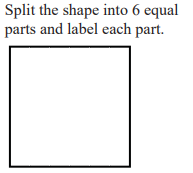 Split the shape into 6 equal
parts and label each part.